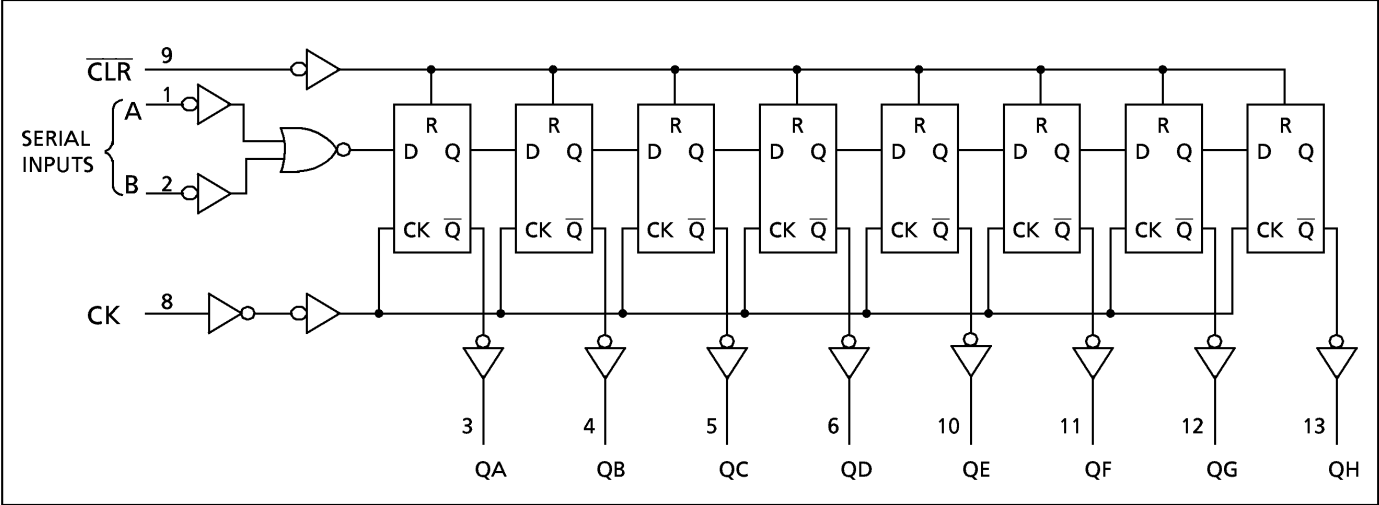 C̅L̅R̅ 9
A 1
SERIAL
INPUTS
B 2
R R R R R R R R
D Q D Q D Q D Q D Q D Q D Q D Q
CK Q̅ CK Q̅ CK Q̅ CK Q̅ CK Q̅ CK Q̅ CK Q̅ CK Q̅
CK 8
3 4 5 6 10 11 12 13
QA QB QC QD QE QF QG QH